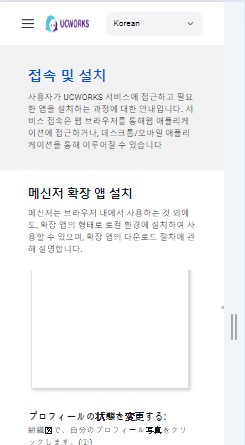 UCWORKS
Korean
접속 및 설치
사용자가 UCWORKS 서비스에 접근하고 필요
한 앱을 설치하는 과정에 대한 안내입니다. 서
비스 접속은 웹 브라우저를 통해웹 애플리케
이션에 접근하거나, 데스크톱/모바일 애플리
케이션을 통해 이루어질 수 있습니다
메신저 확장 앱 설치
메신저는 브라우저 내에서 사용하는 것 외에
도, 확장 앱의 형태로 로컬 환경에 설치하여 사
용할 수 있으며, 확장 앱의 다운로드 절차에 관
해 설명합니다.
プロフィールの状態を変更する:
組織図で、自分のプロフィール写真をクリ
ックします。(①)